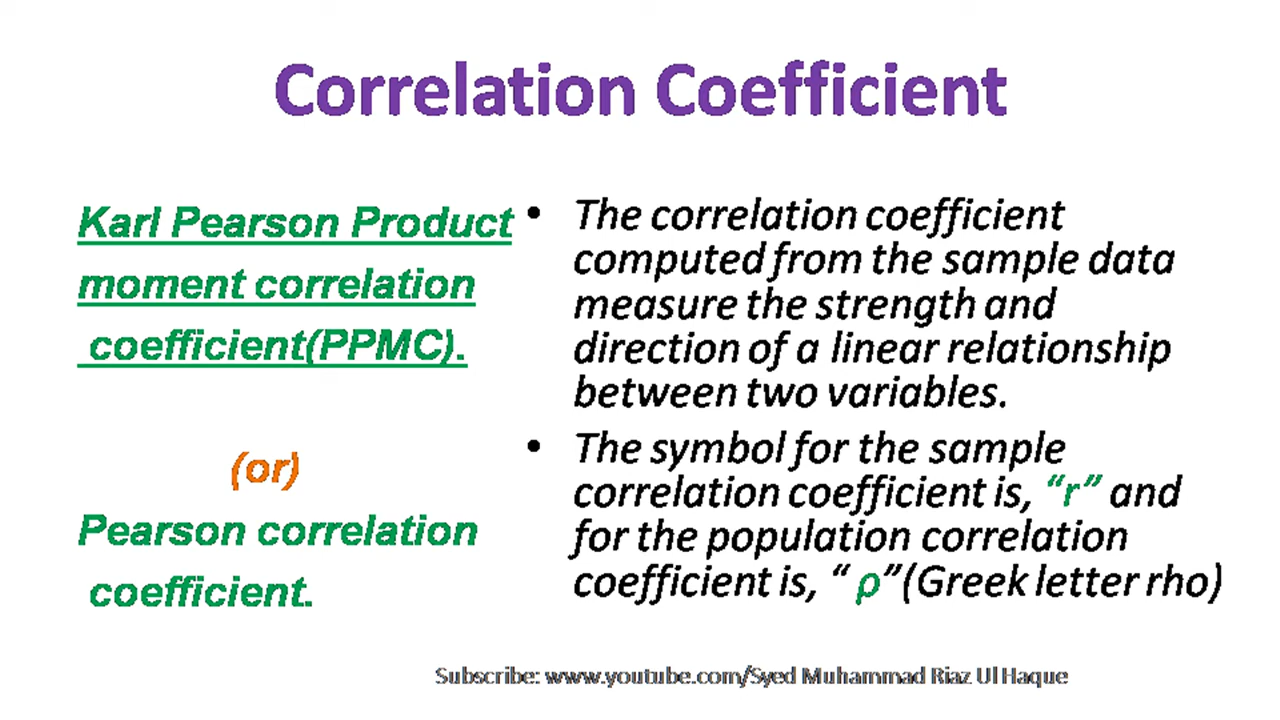 Correlation Coefficient
Karl Pearson Product
moment correlation
coefficient(PPMC).
(or)
Pearson correlation
coefficient.
• The correlation coefficient
computed from the sample data
measure the strength and
direction of a linear relationship
between two variables.
• The symbol for the sample
correlation coefficient is, “r” and
for the population correlation
coefficient is, “ ρ”(Greek letter rho)
Subscribe: www.youtube.com/Syed Muhammad Riaz Ul Haque